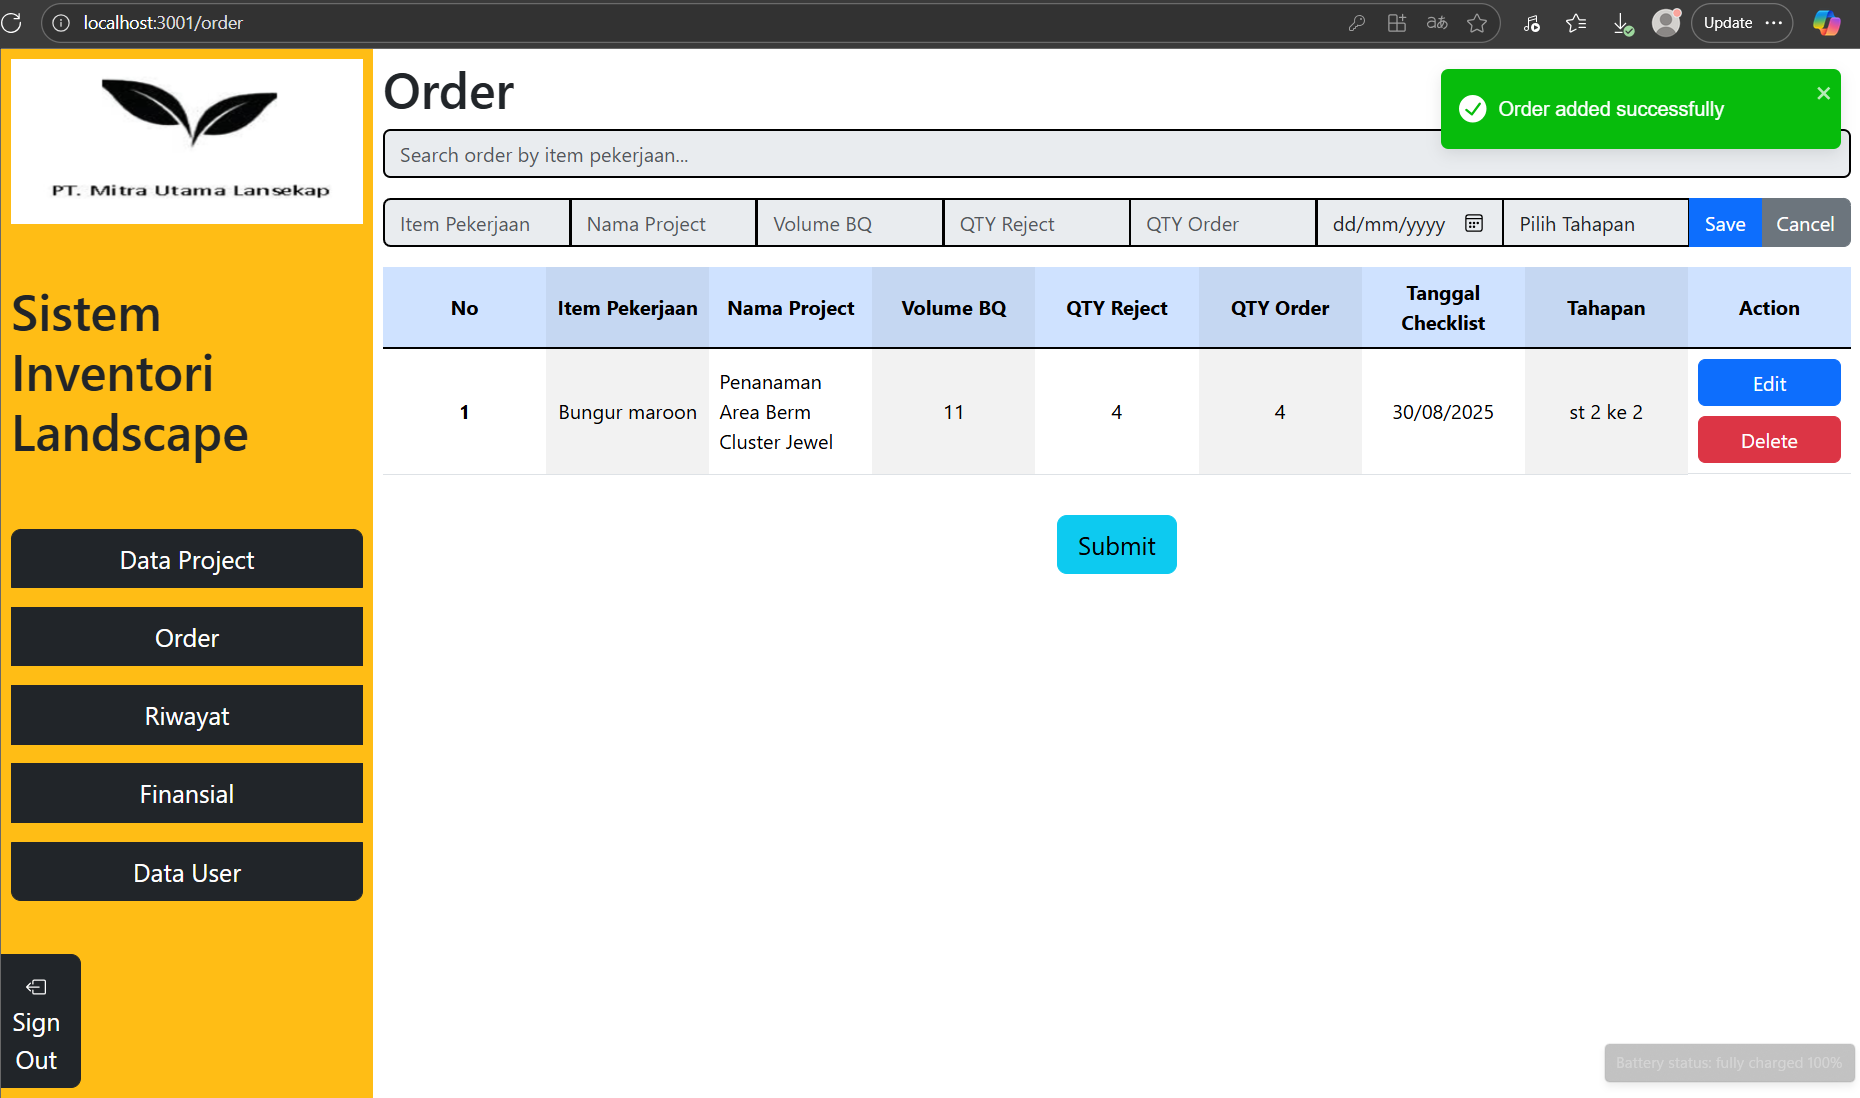 localhost:3001/order
Update
PT. Mitra Utama Lansekap
Sistem
Inventori
Landscape
Data Project
Order
Riwayat
Finansial
Data User
Sign
Out
Order
Order added successfully
Search order by item pekerjaan...
Item Pekerjaan
Nama Project
Volume BQ
QTY Reject
QTY Order
dd/mm/yyyy
Pilih Tahapan
Save
Cancel
No
Item Pekerjaan
Nama Project
Volume BQ
QTY Reject
QTY Order
Tanggal
Checklist
Tahapan
Action
1
Bungur maroon
Penanaman
Area Berm
Cluster Jewel
11
4
4
30/08/2025
st 2 ke 2
Edit
Delete
Submit
Battery status: fully charged 100%